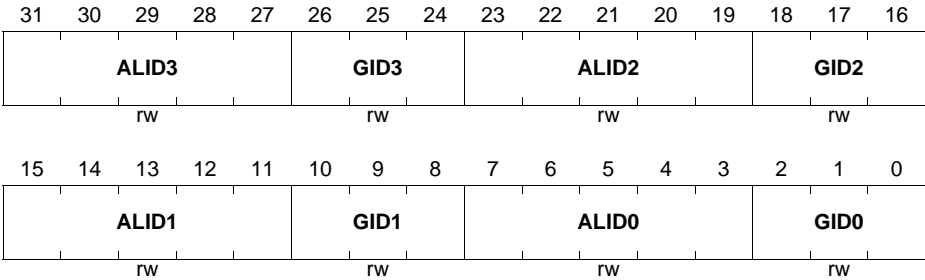 31 30 29 28 27 26 25 24 23 22 21 20 19 18 17 16
ALID3 GID3 ALID2 GID2
rw rw rw rw
15 14 13 12 11 10 9 8 7 6 5 4 3 2 1 0
ALID1 GID1 ALID0 GID0
rw rw rw rw